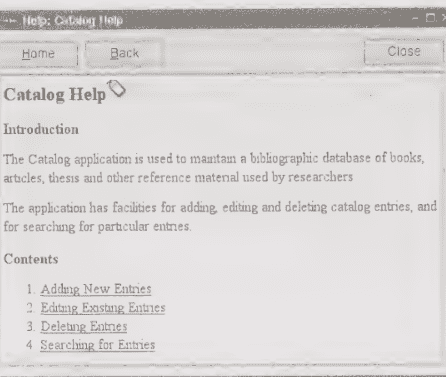 Help: Catalog Help
Home Back Close
Catalog Help
Introduction
The Catalog application is used to maintain a bibliographic database of books,
articles, thesis and other reference material used by researchers
The application has facilities for adding, editing and deleting catalog entries, and
for searching for particular entries.
Contents
1. Adding New Entries
2. Editing Existing Entries
3. Deleting Entries
4 Searching for Entries